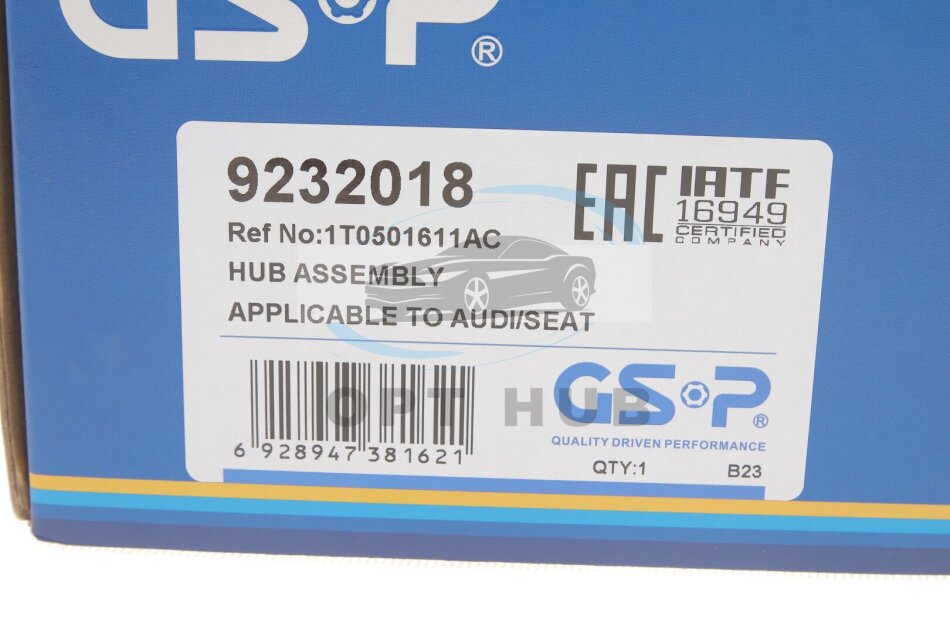 GSP®
9232018
EAC
IATF
16949
CERTIFIED
COMPANY
Ref No:1T0501611AC
HUB ASSEMBLY
APPLICABLE TO AUDI/SEAT
OPT HUB
GSP®
QUALITY DRIVEN PERFORMANCE
6 928947 381621
QTY:1
B23